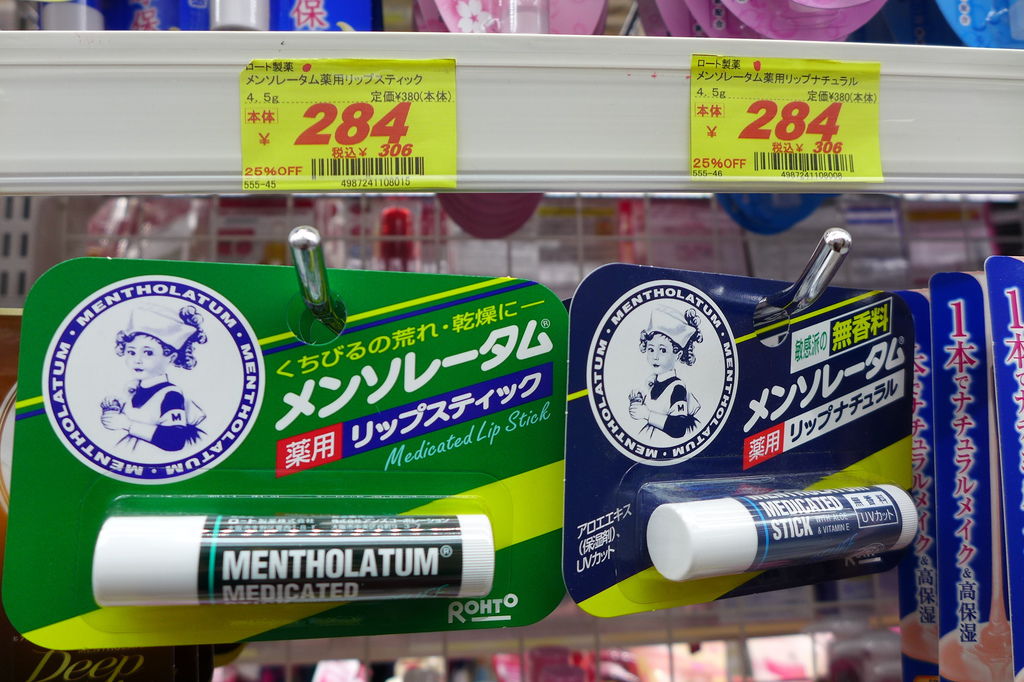 保
保
ロート製薬
メンソレータム薬用リップスティック
4.5g 定価¥380(本体)
本体
¥
284
税込¥ 306
25%OFF
555-45
4987241108015
ロート製薬
メンソレータム薬用リップナチュラル
4.5g 定価¥380(本体)
本体
¥
284
税込¥ 306
25%OFF
555-46
4987241108008
MENTHOLATUM · MENTHOLATUM · MENTHOLATUM
M
くちびるの荒れ・乾燥に
メンソレータム®
薬用 リップスティック
Medicated Lip Stick
MENTHOLATUM®
MEDICATED
ROHTO
MENTHOLATUM · MENTHOLATUM · MENTHOLATUM
M
敏感派の 無香料
メンソレータム®
薬用 リップナチュラル
アロエエキス
(保湿剤)、
UVカット
MEDICATED
STICK
WITH ALOE
& VITAMIN E
無香料
UVカット
1本でナチュラルメイク&高保湿
Deep